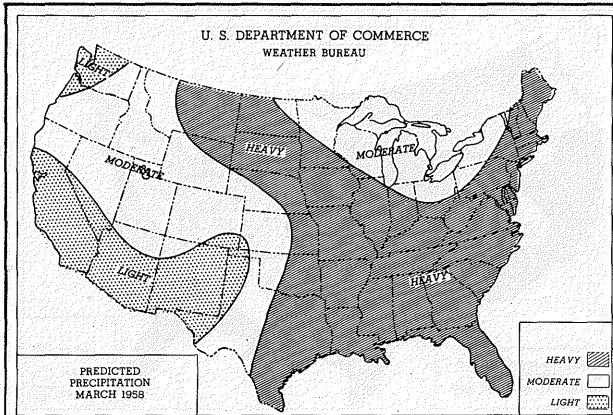 U. S. DEPARTMENT OF COMMERCE
WEATHER BUREAU
LIGHT
HEAVY
MODERATE
MODERATE
LIGHT
HEAVY
PREDICTED
PRECIPITATION
MARCH 1958
HEAVY
MODERATE
LIGHT